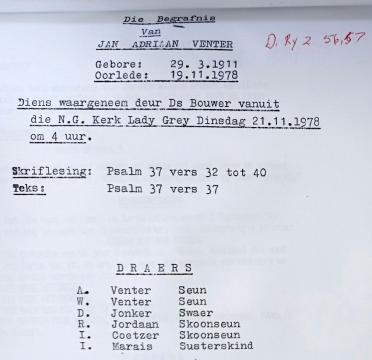 Die Begrafnis
Van
JAN ADRIAAN VENTER
D. Ry 2 56,57
Gebore: 29. 3.1911
Oorlede: 19.11.1978
Diens waargeneem deur Ds Bouwer vanuit
die N.G. Kerk Lady Grey Dinsdag 21.11.1978
om 4 uur.
Skriflesing: Psalm 37 vers 32 tot 40
Teks: Psalm 37 vers 37
D R A E R S
A. Venter Seun
W. Venter Seun
D. Jonker Swaer
R. Jordaan Skoonseun
I. Coetzer Skoonseun
I. Marais Susterskind